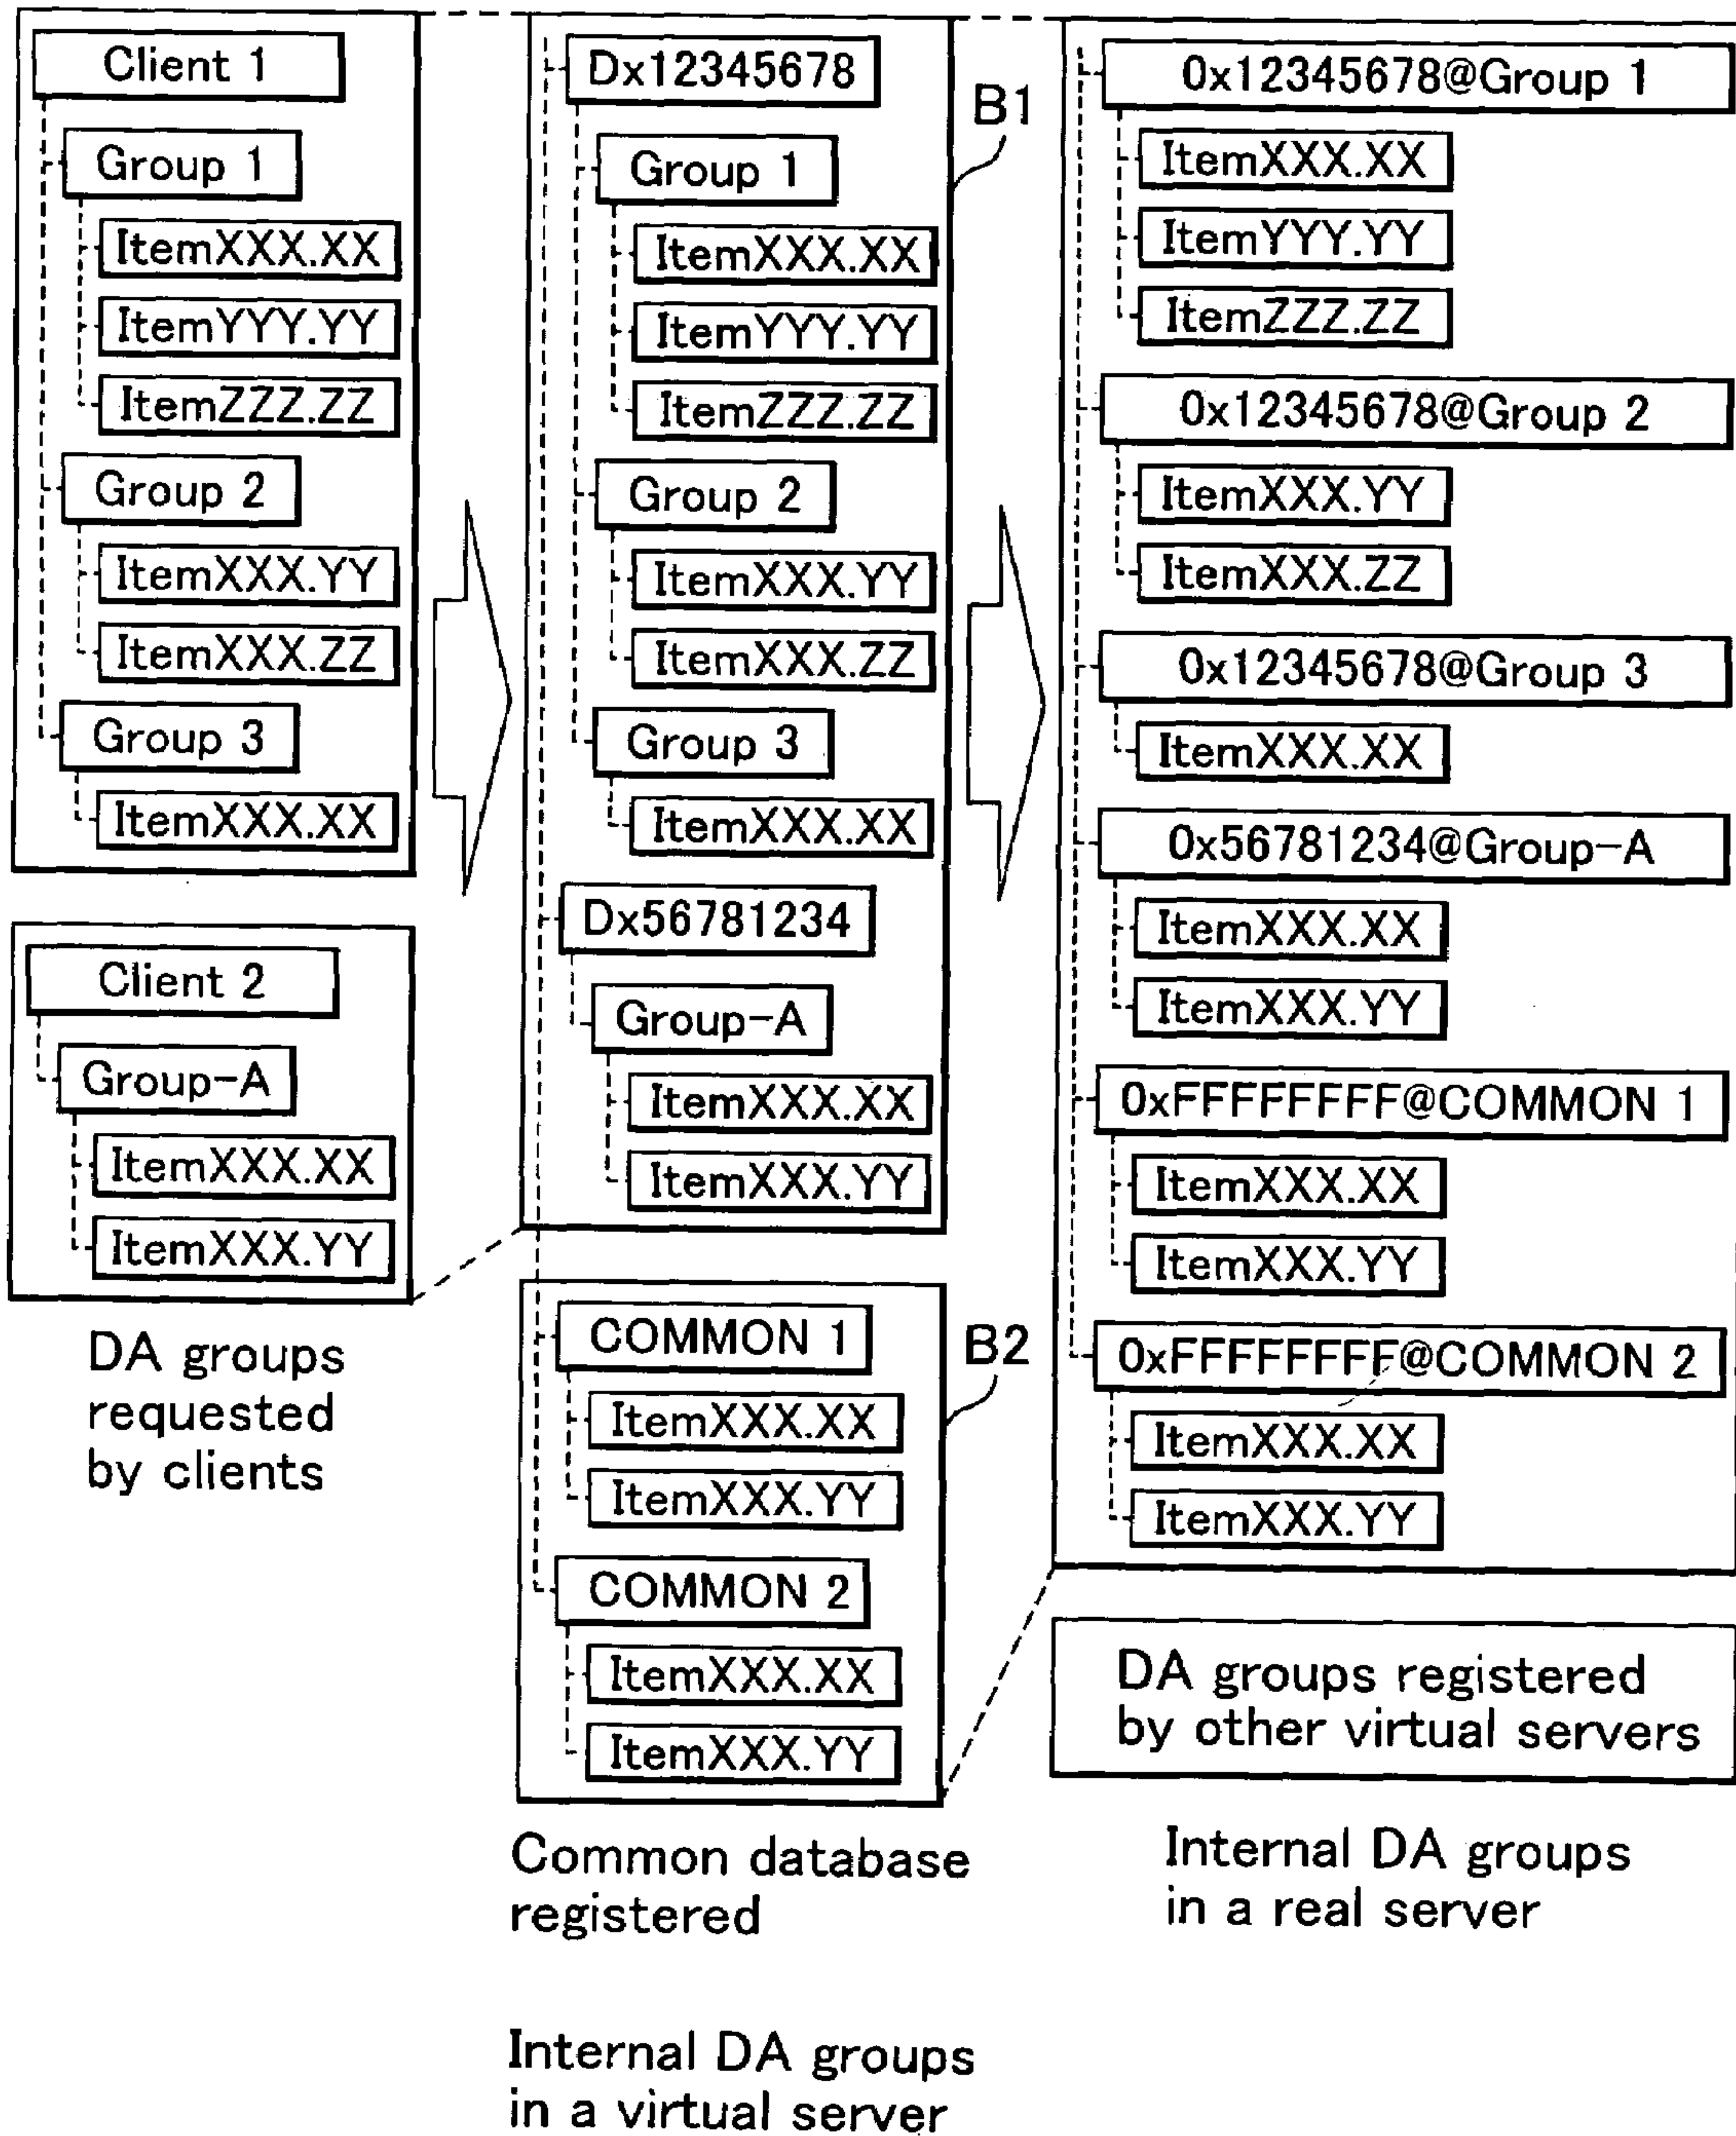 Client 1
Group 1
ItemXXX.XX
ItemYYY.YY
ItemZZZ.ZZ
Group 2
ItemXXX.YY
ItemXXX.ZZ
Group 3
ItemXXX.XX
Client 2
Group-A
ItemXXX.XX
ItemXXX.YY
DA groups
requested
by clients
Dx12345678
Group 1
ItemXXX.XX
ItemYYY.YY
ItemZZZ.ZZ
Group 2
ItemXXX.YY
ItemXXX.ZZ
Group 3
ItemXXX.XX
Dx56781234
Group-A
ItemXXX.XX
ItemXXX.YY
B1
COMMON 1
ItemXXX.XX
ItemXXX.YY
COMMON 2
ItemXXX.XX
ItemXXX.YY
B2
Common database
registered
Internal DA groups
in a virtual server
0x12345678@Group 1
ItemXXX.XX
ItemYYY.YY
ItemZZZ.ZZ
0x12345678@Group 2
ItemXXX.YY
ItemXXX.ZZ
0x12345678@Group 3
ItemXXX.XX
0x56781234@Group-A
ItemXXX.XX
ItemXXX.YY
0xFFFFFFFF@COMMON 1
ItemXXX.XX
ItemXXX.YY
0xFFFFFFFF@COMMON 2
ItemXXX.XX
ItemXXX.YY
DA groups registered
by other virtual servers
Internal DA groups
in a real server